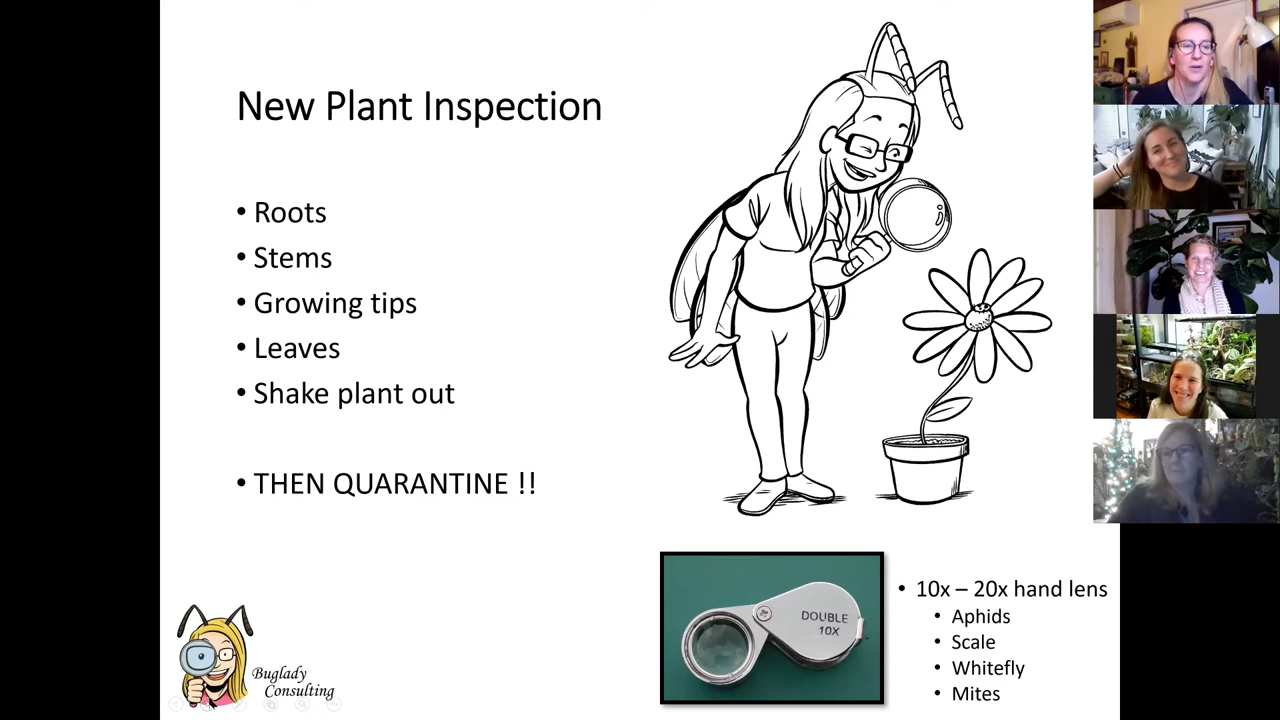 New Plant Inspection
• Roots
• Stems
• Growing tips
• Leaves
• Shake plant out
• THEN QUARANTINE !!
DOUBLE
10X
• 10x – 20x hand lens
• Aphids
• Scale
• Whitefly
• Mites
Buglady
Consulting